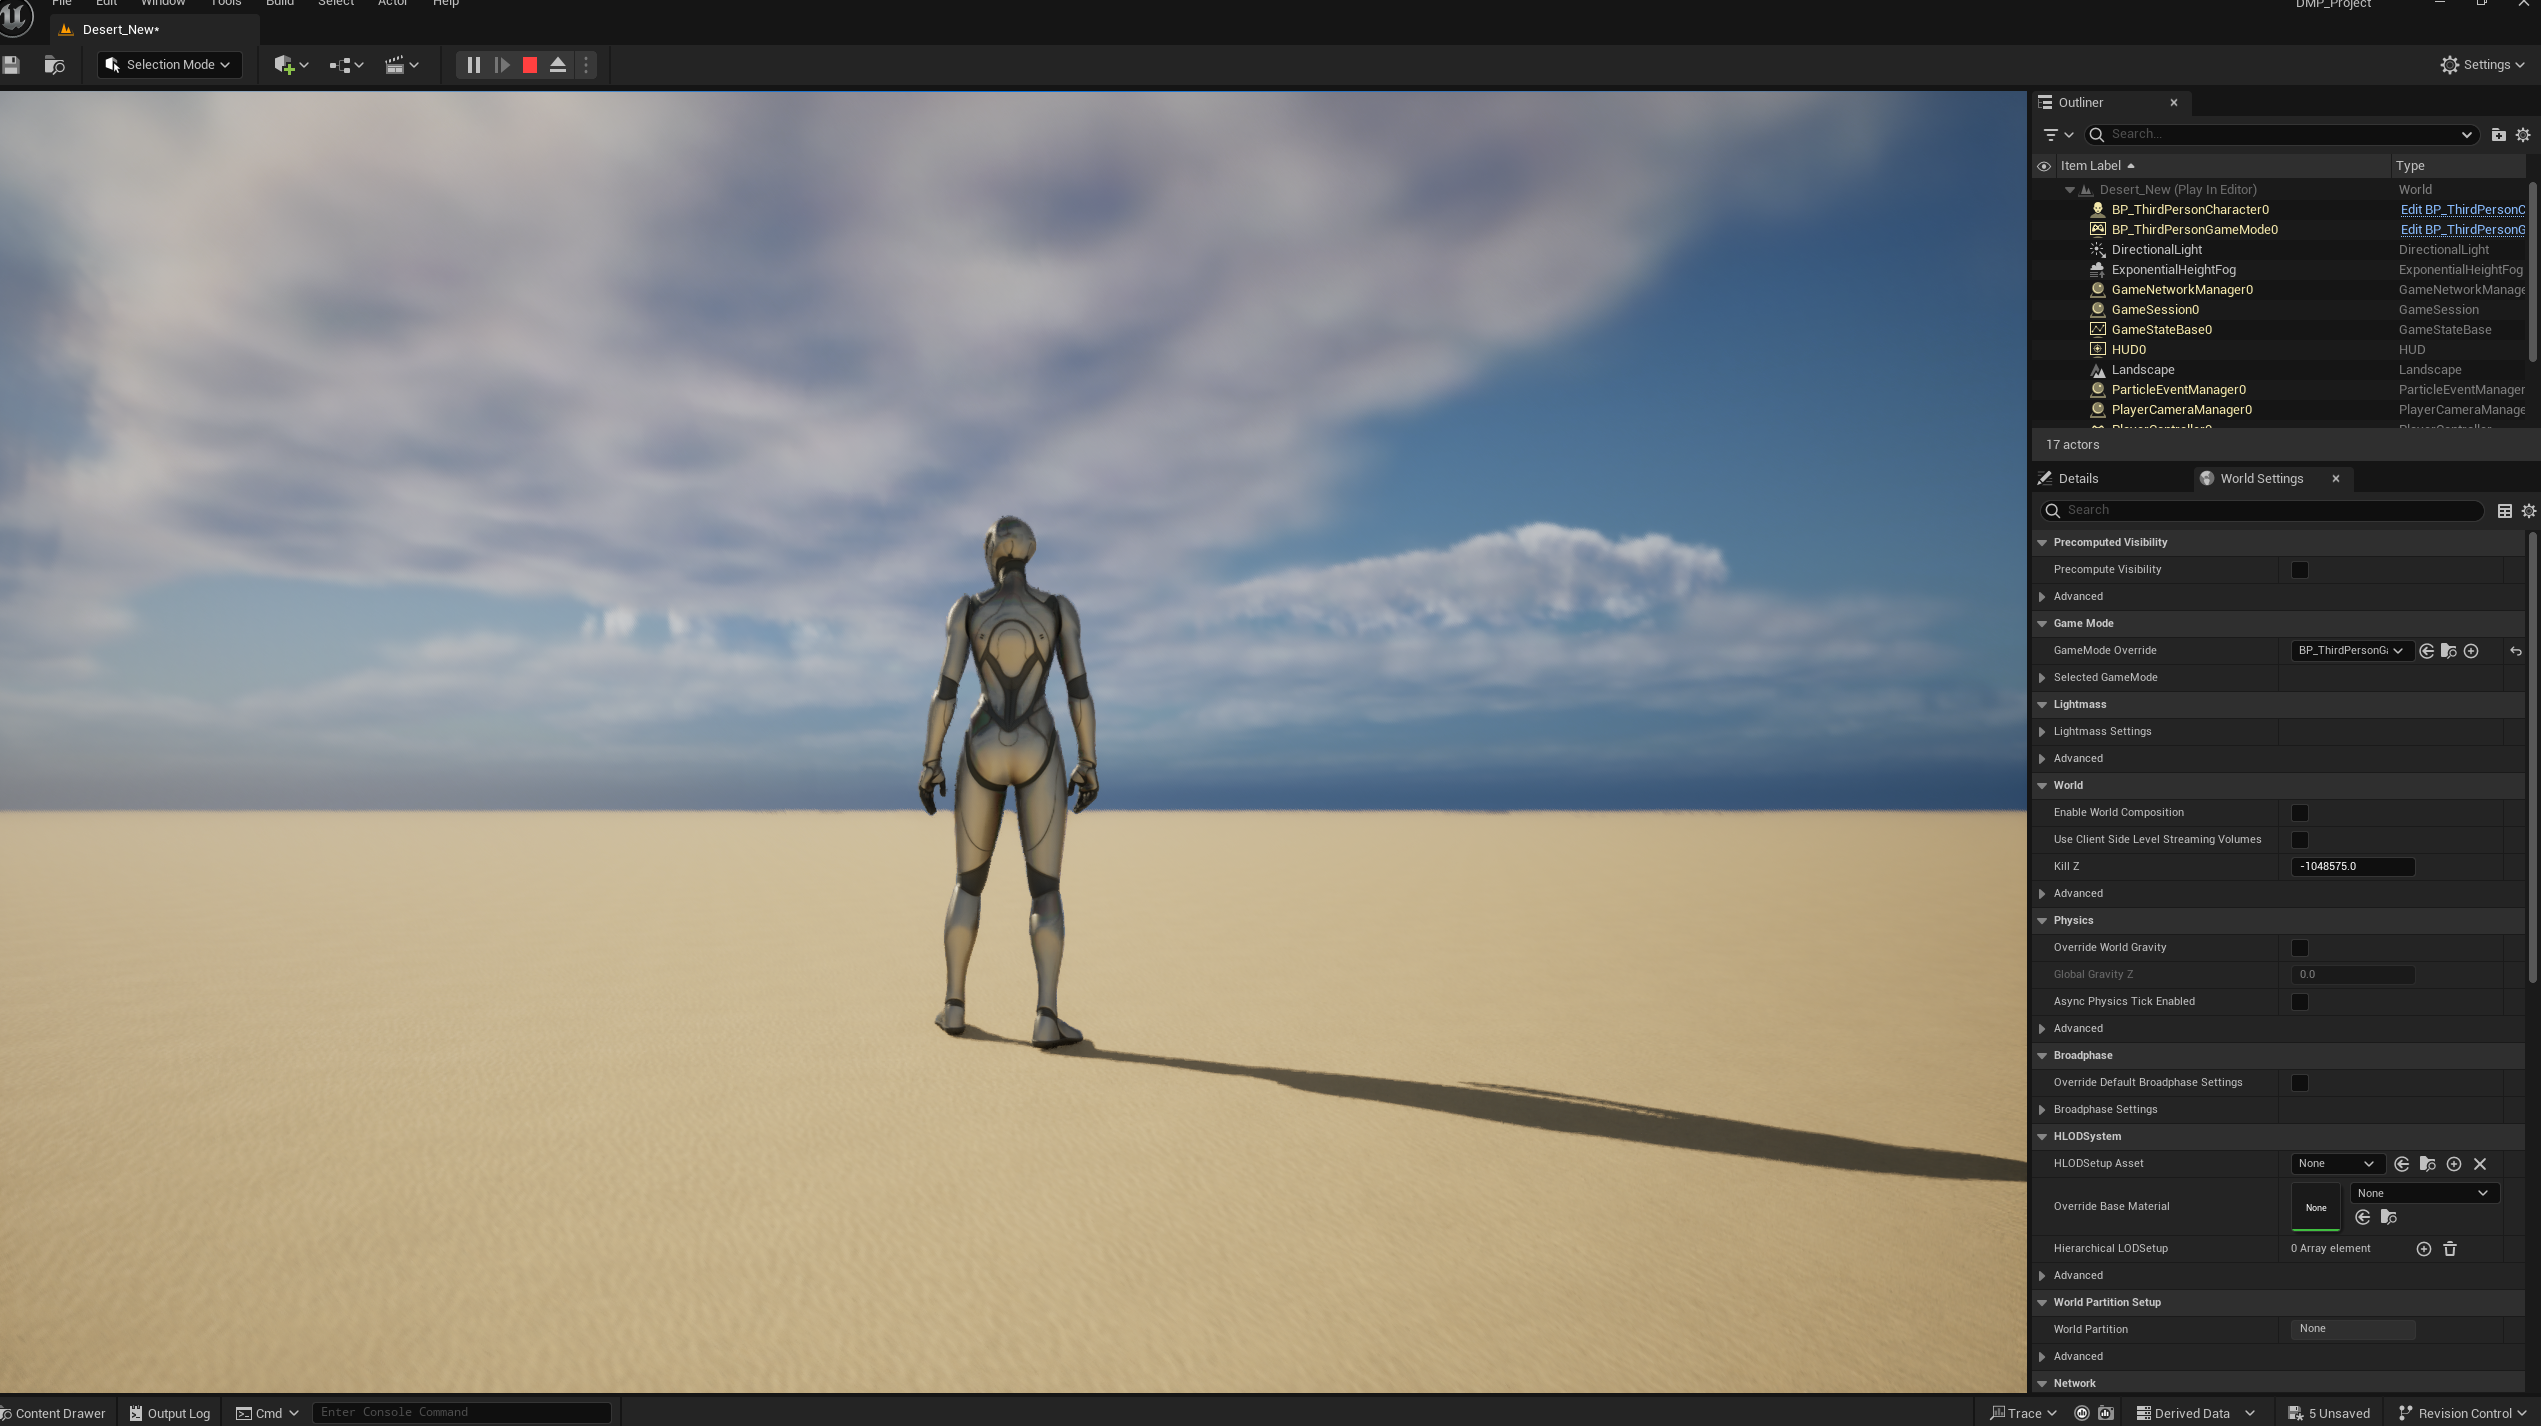 File Edit Window Tools Build Select Actor Help
DMP_Project
Desert_New*
Selection Mode
Settings
Outliner
Search...
Item Label Type
Desert_New (Play In Editor) World
BP_ThirdPersonCharacter0 Edit BP_ThirdPersonC
BP_ThirdPersonGameMode0 Edit BP_ThirdPersonG
DirectionalLight DirectionalLight
ExponentialHeightFog ExponentialHeightFog
GameNetworkManager0 GameNetworkManage
GameSession0 GameSession
GameStateBase0 GameStateBase
HUD0 HUD
Landscape Landscape
ParticleEventManager0 ParticleEventManager
PlayerCameraManager0 PlayerCameraManage
17 actors
Details World Settings
Search
Precomputed Visibility
Precompute Visibility
Advanced
Game Mode
GameMode Override BP_ThirdPersonGa
Selected GameMode
Lightmass
Lightmass Settings
Advanced
World
Enable World Composition
Use Client Side Level Streaming Volumes
Kill Z -1048575.0
Advanced
Physics
Override World Gravity
Global Gravity Z 0.0
Async Physics Tick Enabled
Advanced
Broadphase
Override Default Broadphase Settings
Broadphase Settings
HLODSystem
HLODSetup Asset None
None
Override Base Material None
Hierarchical LODSetup 0 Array element
Advanced
World Partition Setup
World Partition None
Advanced
Network
Content Drawer Output Log Cmd Enter Console Command Trace Derived Data 5 Unsaved Revision Control